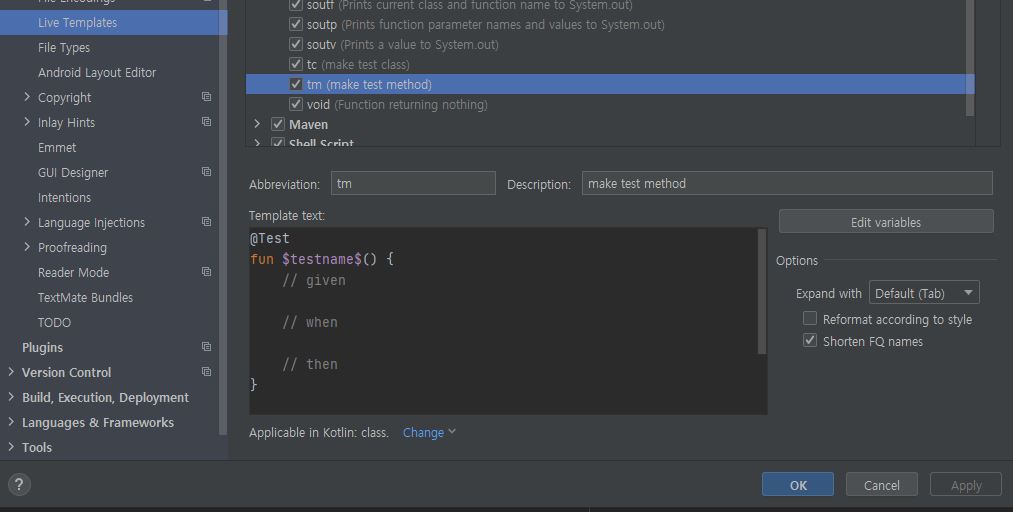 Live Templates
File Types
Android Layout Editor
Copyright
Inlay Hints
Emmet
GUI Designer
Intentions
Language Injections
Proofreading
Reader Mode
TextMate Bundles
TODO
Plugins
Version Control
Build, Execution, Deployment
Languages & Frameworks
Tools
soutf (Prints current class and function name to System.out)
soutp (Prints function parameter names and values to System.out)
soutv (Prints a value to System.out)
tc (make test class)
tm (make test method)
void (Function returning nothing)
Maven
Shell Script
Abbreviation: tm Description: make test method
Template text:
@Test
fun $testname$() {
    // given
    // when
    // then
}
Edit variables
Options
Expand with Default (Tab)
Reformat according to style
Shorten FQ names
Applicable in Kotlin: class. Change
? OK Cancel Apply